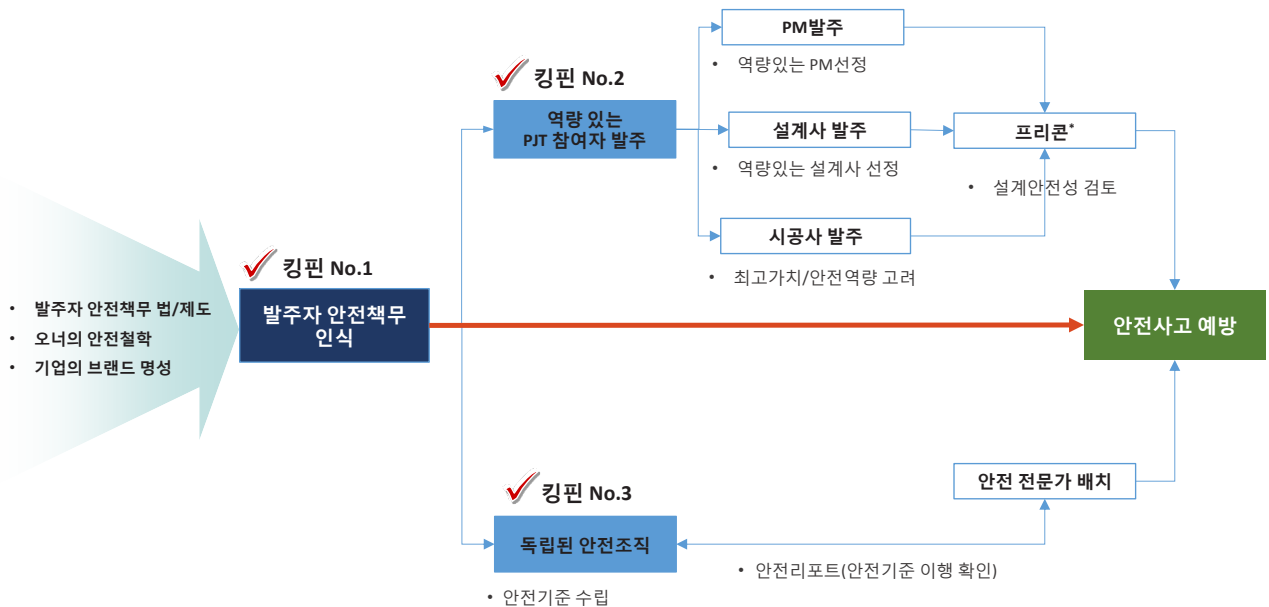 PM발주
• 역량있는 PM선정
킹핀 No.2
역량 있는
PJT 참여자 발주
설계사 발주
• 역량있는 설계사 선정
프리콘*
• 설계안전성 검토
시공사 발주
• 최고가치/안전역량 고려
킹핀 No.1
발주자 안전책무
인식
• 발주자 안전책무 법/제도
• 오너의 안전철학
• 기업의 브랜드 명성
안전사고 예방
킹핀 No.3
독립된 안전조직
• 안전기준 수립
안전 전문가 배치
• 안전리포트(안전기준 이행 확인)